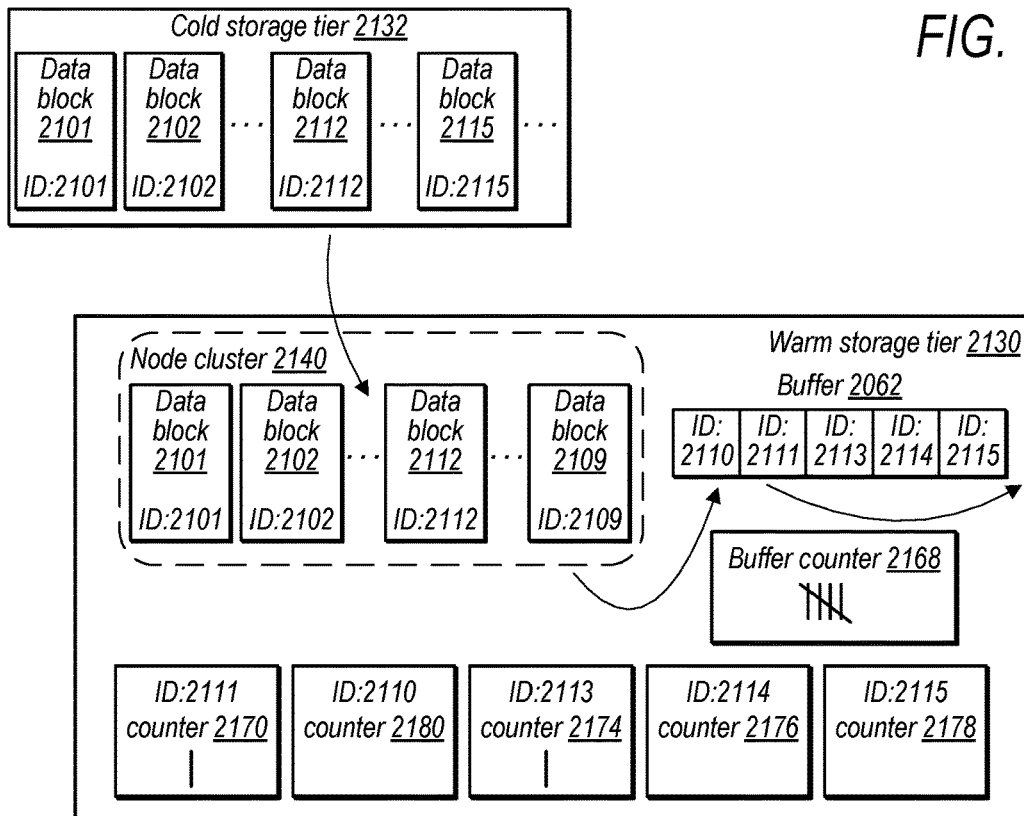 FIG.
Cold storage tier 2132
Data block 2101 ID:2101
Data block 2102 ID:2102
...
Data block 2112 ID:2112
...
Data block 2115 ID:2115
...
Warm storage tier 2130
Node cluster 2140
Data block 2101 ID:2101
Data block 2102 ID:2102
...
Data block 2112 ID:2112
...
Data block 2109 ID:2109
Buffer 2062
ID: 2110
ID: 2111
ID: 2113
ID: 2114
ID: 2115
Buffer counter 2168
ID:2111
counter 2170
ID:2110
counter 2180
ID:2113
counter 2174
ID:2114
counter 2176
ID:2115
counter 2178